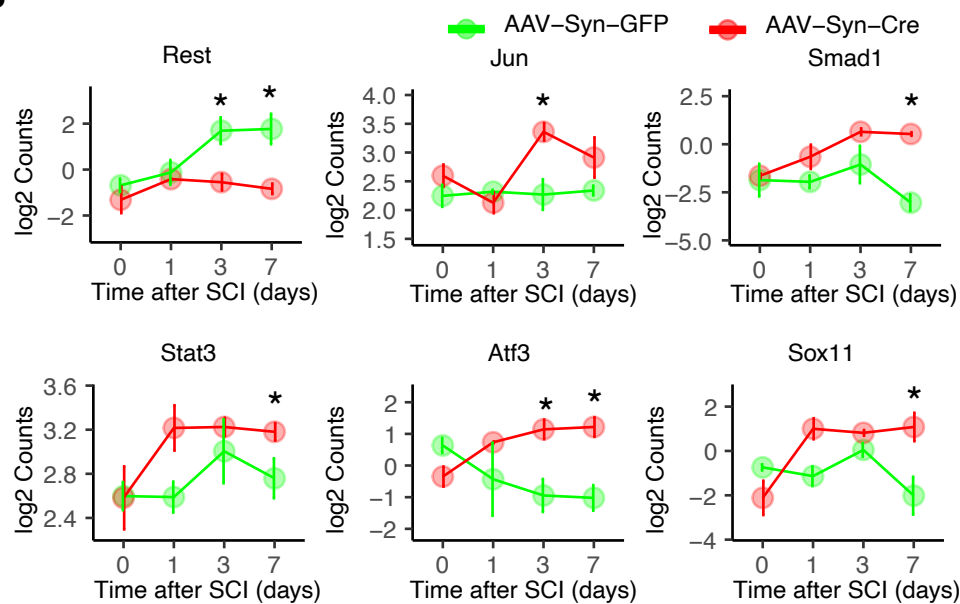 AAV−Syn−GFP AAV−Syn−Cre
Rest Jun Smad1
log2 Counts
2
0
−2
* *
0 1 3 7
Time after SCI (days)
log2 Counts
4.0
3.5
3.0
2.5
2.0
1.5
*
0 1 3 7
Time after SCI (days)
log2 Counts
2.5
0.0
−2.5
−5.0
*
0 1 3 7
Time after SCI (days)
Stat3 Atf3 Sox11
log2 Counts
3.6
3.2
2.8
2.4
*
0 1 3 7
Time after SCI (days)
log2 Counts
2
1
0
−1
−2
* *
0 1 3 7
Time after SCI (days)
log2 Counts
2
0
−2
−4
*
0 1 3 7
Time after SCI (days)